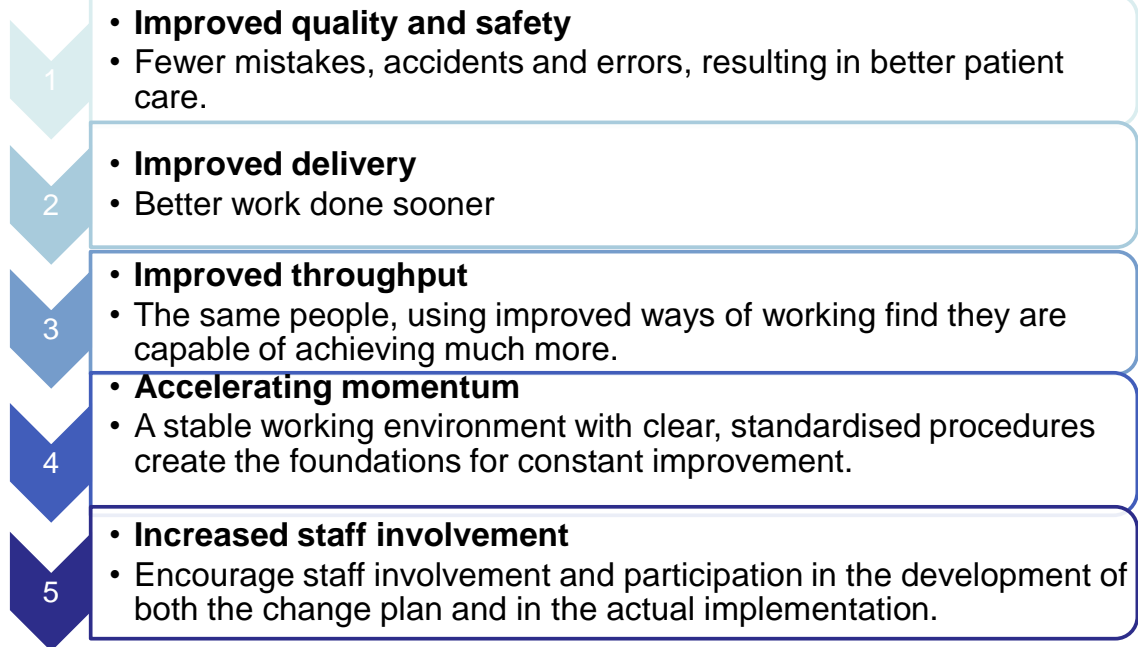 1
• Improved quality and safety
• Fewer mistakes, accidents and errors, resulting in better patient
care.
2
• Improved delivery
• Better work done sooner
3
• Improved throughput
• The same people, using improved ways of working find they are
capable of achieving much more.
4
• Accelerating momentum
• A stable working environment with clear, standardised procedures
create the foundations for constant improvement.
5
• Increased staff involvement
• Encourage staff involvement and participation in the development of
both the change plan and in the actual implementation.